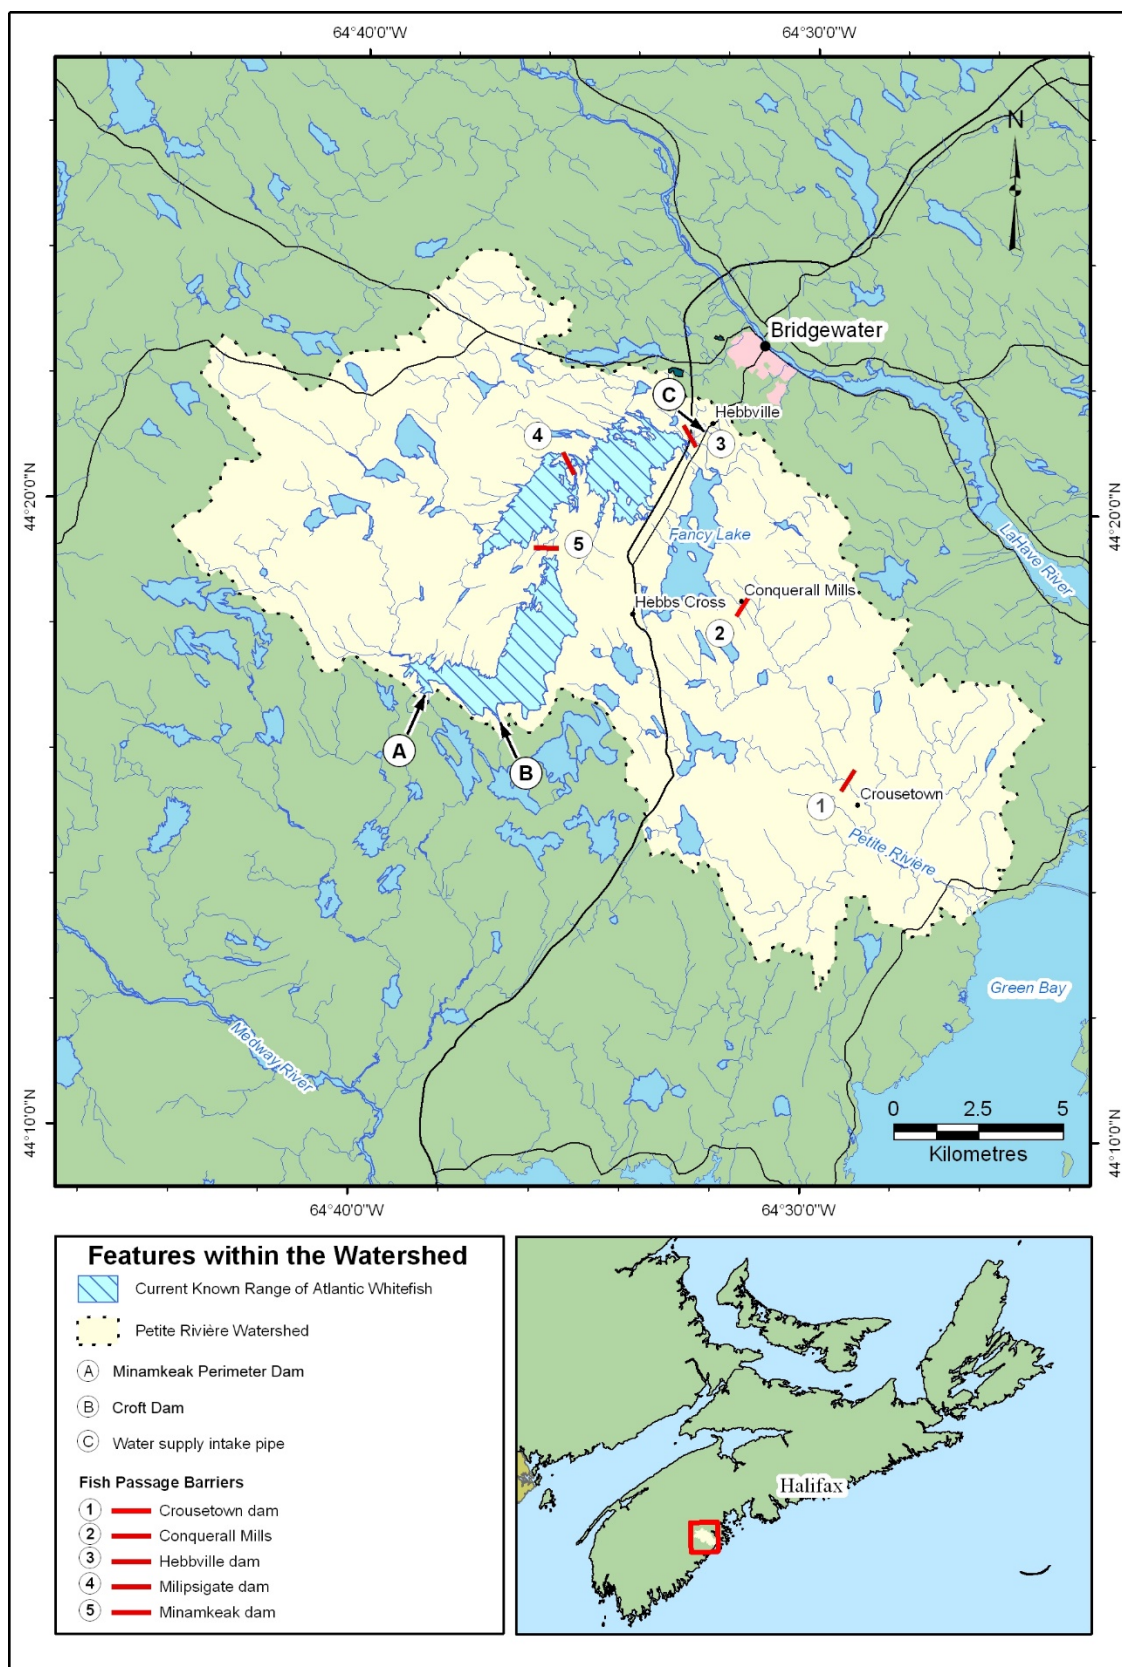 64°40'0"W
64°30'0"W
N
Bridgewater
C
Hebbville
4
3
44°20'0"N
44°20'0"N
Fancy Lake
LaHave River
5
Hebbs Cross
Conquerall Mills
2
A
B
Crousetown
1
Petite Rivière
Green Bay
Medway River
0 2.5 5
Kilometres
44°10'0"N
44°10'0"N
64°40'0"W
64°30'0"W
Features within the Watershed
Current Known Range of Atlantic Whitefish
Petite Rivière Watershed
A Minamkeak Perimeter Dam
B Croft Dam
C Water supply intake pipe
Fish Passage Barriers
1 Crousetown dam
2 Conquerall Mills
3 Hebbville dam
4 Milipsigate dam
5 Minamkeak dam
Halifax